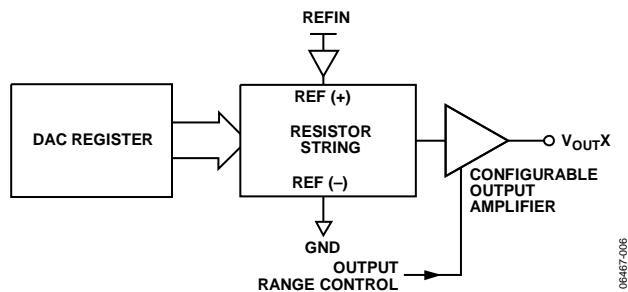 REFIN
DAC REGISTER
REF (+)
RESISTOR
STRING
REF (–)
GND
VOUTX
CONFIGURABLE
OUTPUT
AMPLIFIER
OUTPUT
RANGE CONTROL
06467-006